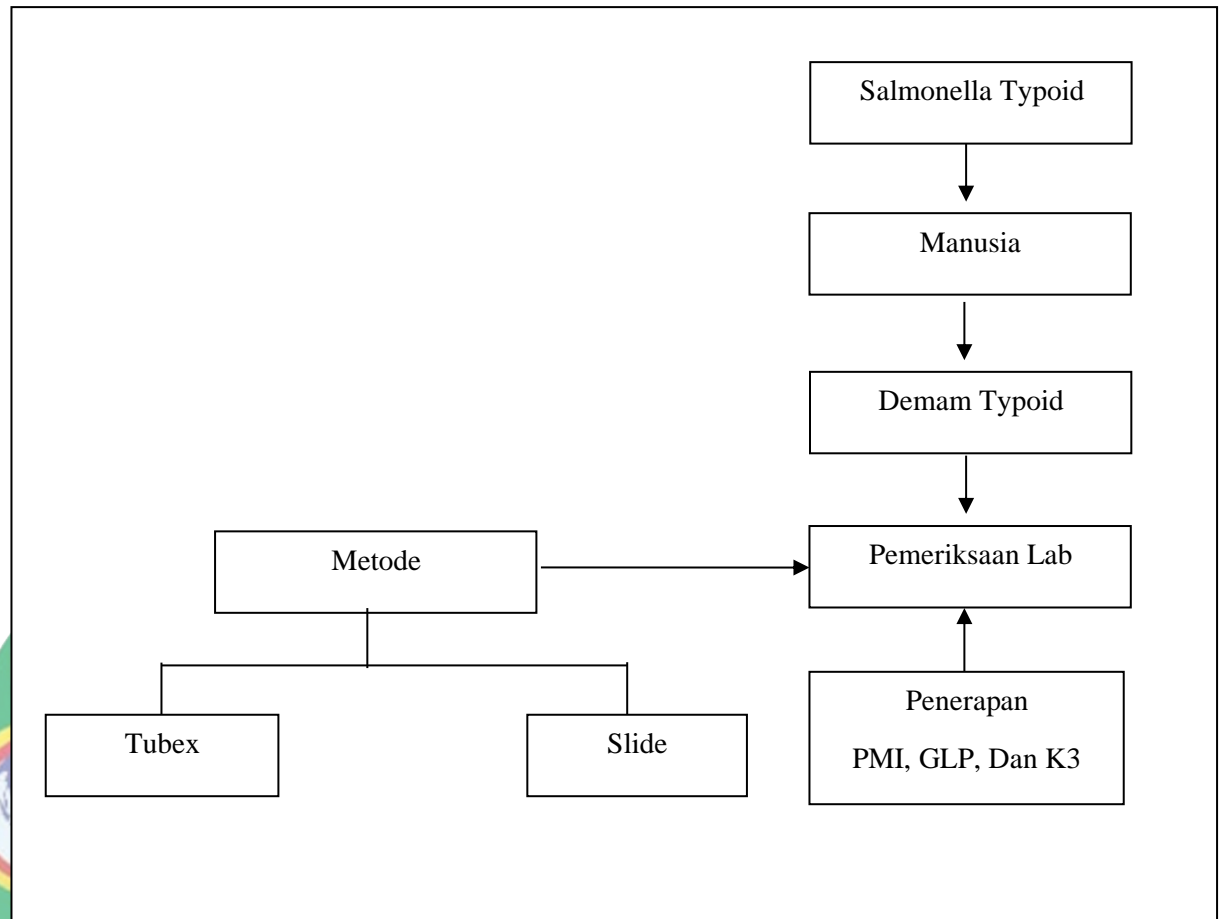 Salmonella Typoid
Manusia
Demam Typoid
Metode
Pemeriksaan Lab
Tubex
Slide
Penerapan
PMI, GLP, Dan K3